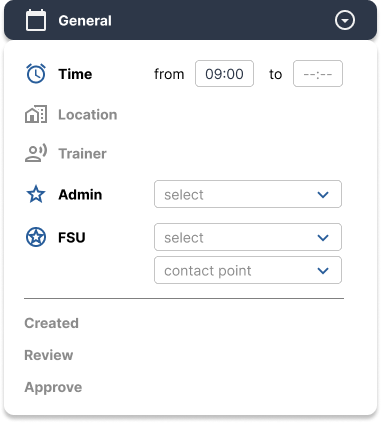 General
Time from 09:00 to --:--
Location
Trainer
Admin select
FSU select
contact point
Created
Review
Approve